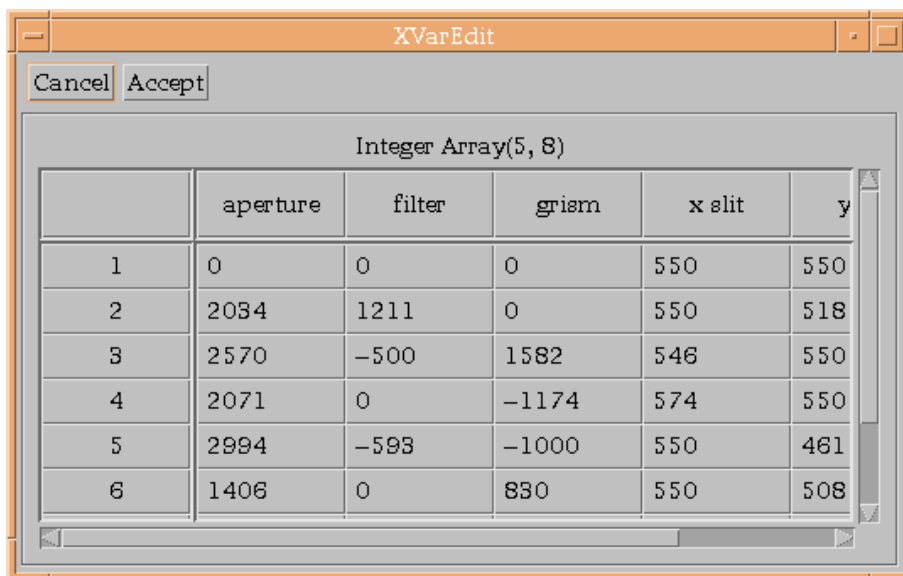 XVarEdit
Cancel Accept
Integer Array(5, 8)
aperture filter grism x slit y
1 0 0 0 550 550
2 2034 1211 0 550 518
3 2570 -500 1582 546 550
4 2071 0 -1174 574 550
5 2994 -593 -1000 550 461
6 1406 0 830 550 508